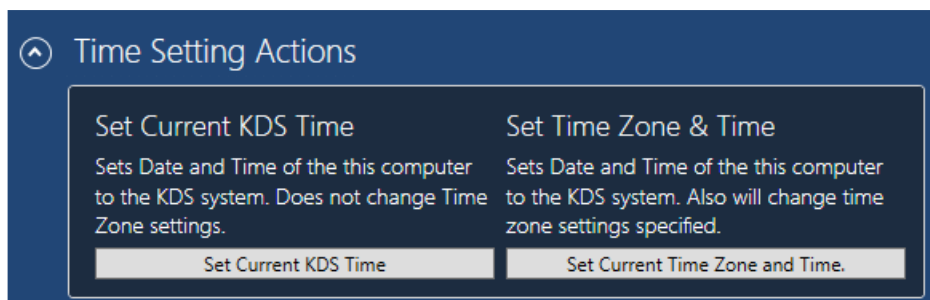 Time Setting Actions
Set Current KDS Time
Sets Date and Time of the this computer
to the KDS system. Does not change Time
Zone settings.
Set Current KDS Time
Set Time Zone & Time
Sets Date and Time of the this computer
to the KDS system. Also will change time
zone settings specified.
Set Current Time Zone and Time.